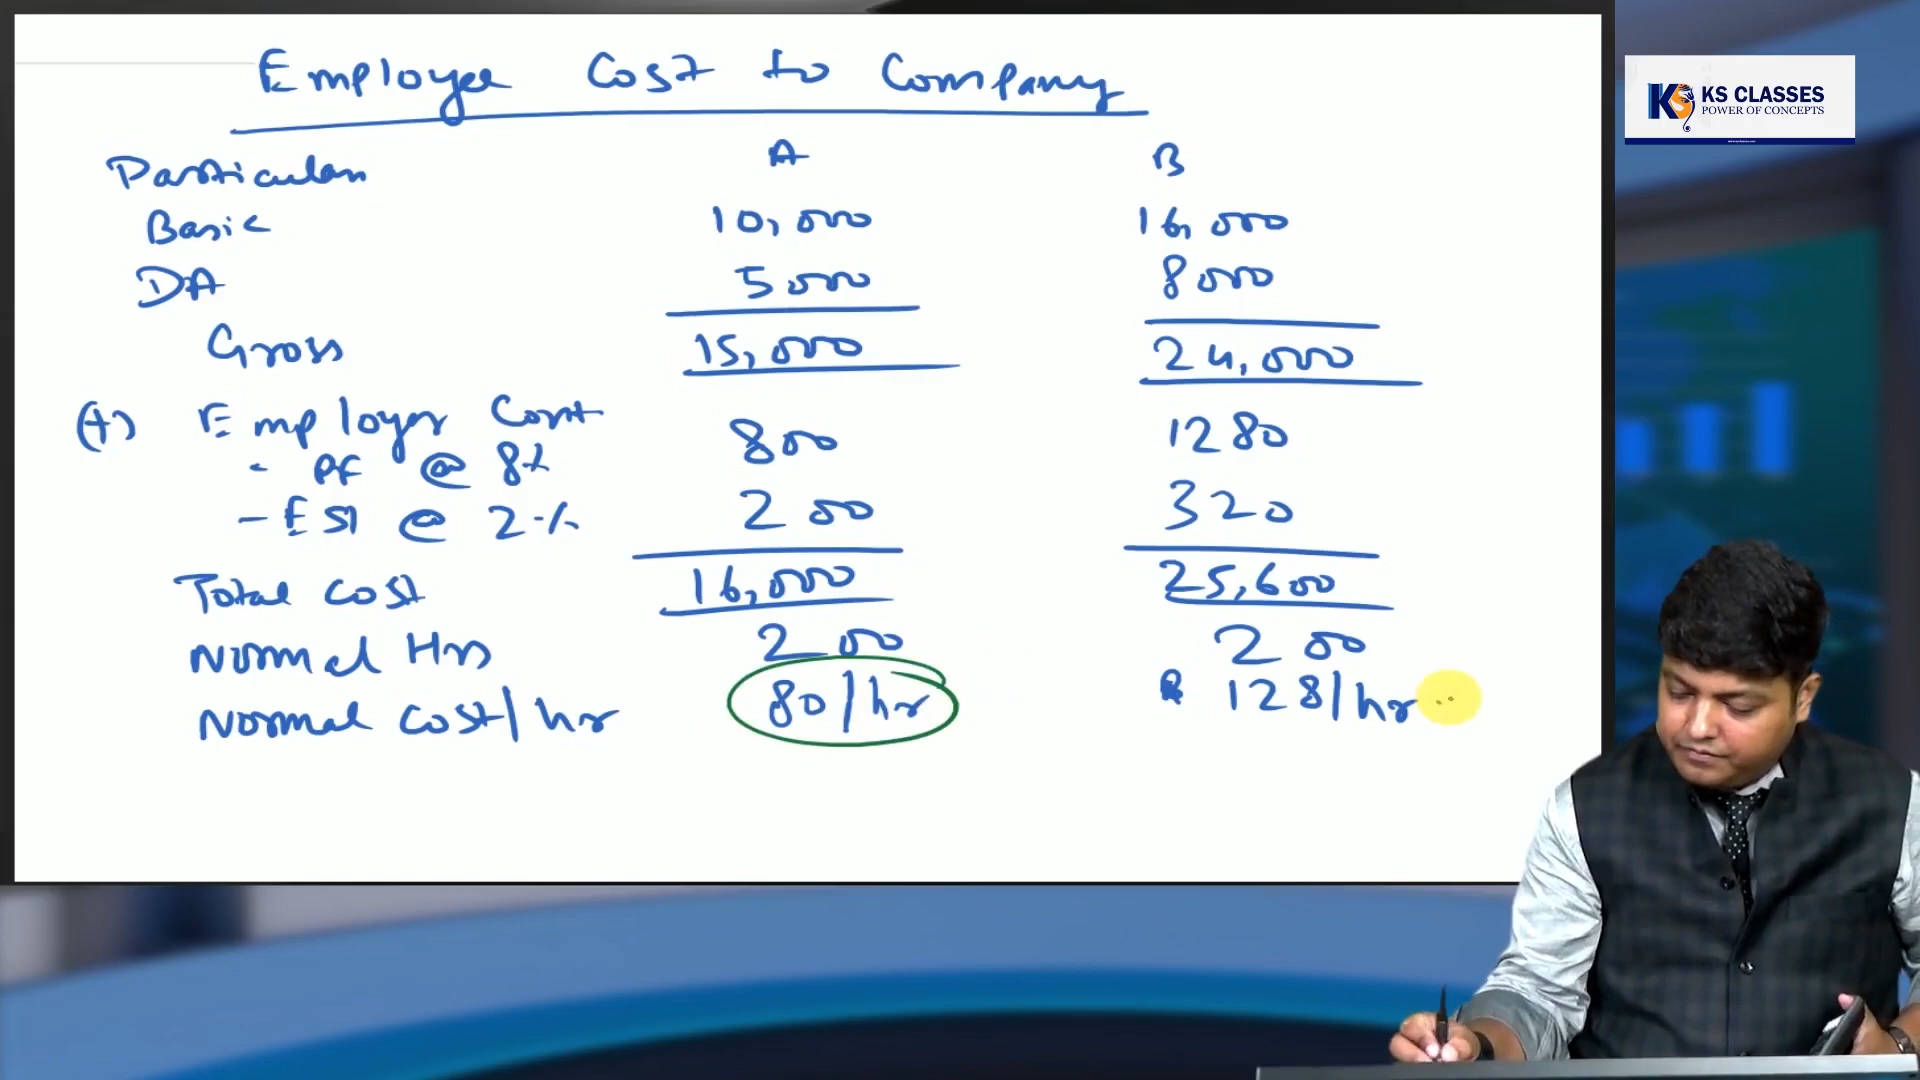 Employee Cost to Company
Particulars A B
Basic 10,000 16,000
DA 5000 8000
Gross 15,000 24,000
(+) Employer Cont
- PF @ 8% 800 1280
- ESI @ 2% 200 320
Total Cost 16,000 25,600
Normal Hrs 200 200
Normal Cost/hr 80/hr 128/hr
KS CLASSES
POWER OF CONCEPTS